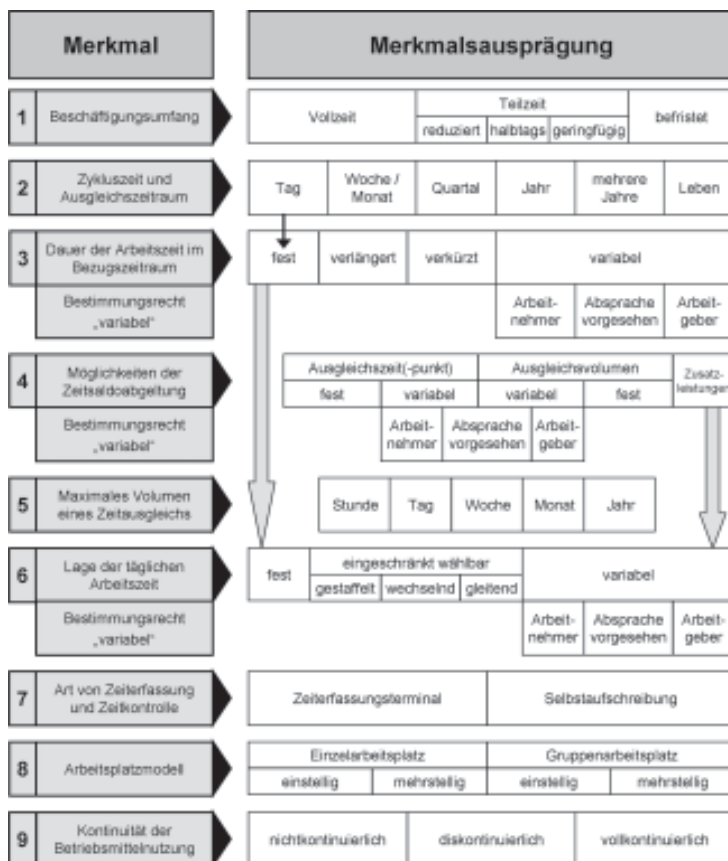 Merkmal
Merkmalsausprägung
1
Beschäftigungsumfang
Vollzeit
Teilzeit
reduziert
halbtags
geringfügig
befristet
2
Zykluszeit und
Ausgleichszeitraum
Tag
Woche /
Monat
Quartal
Jahr
mehrere
Jahre
Leben
3
Dauer der Arbeitszeit im
Bezugszeitraum
fest
verlängert
verkürzt
variabel
Bestimmungsrecht
„variabel“
Arbeit-
nehmer
Absprache
vorgesehen
Arbeit-
geber
4
Möglichkeiten der
Zeitsaldoabgeltung
Ausgleichszeit(-punkt)
fest
variabel
Ausgleichsvolumen
variabel
fest
Zusatz-
leistungen
Bestimmungsrecht
„variabel“
Arbeit-
nehmer
Absprache
vorgesehen
Arbeit-
geber
5
Maximales Volumen
eines Zeitausgleichs
Stunde
Tag
Woche
Monat
Jahr
6
Lage der täglichen
Arbeitszeit
fest
eingeschränkt wählbar
gestaffelt
wechselnd
gleitend
variabel
Bestimmungsrecht
„variabel“
Arbeit-
nehmer
Absprache
vorgesehen
Arbeit-
geber
7
Art von Zeiterfassung
und Zeitkontrolle
Zeiterfassungsterminal
Selbstaufschreibung
8
Arbeitsplatzmodell
Einzelarbeitsplatz
einstellig
mehrstellig
Gruppenarbeitsplatz
einstellig
mehrstellig
9
Kontinuität der
Betriebsmittelnutzung
nichtkontinuierlich
diskontinuierlich
vollkontinuierlich